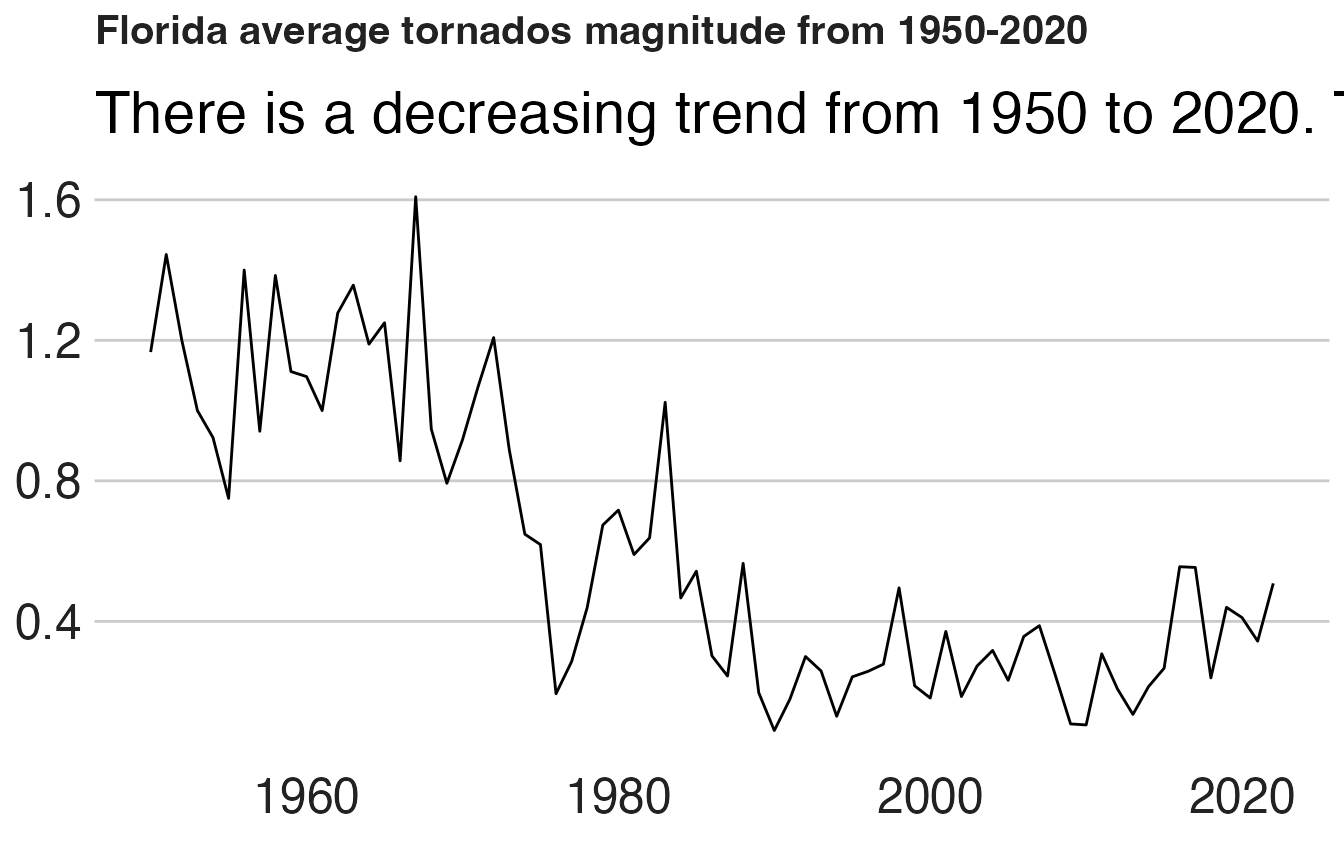 Florida average tornados magnitude from 1950-2020
There is a decreasing trend from 1950 to 2020.
1.6
1.2
0.8
0.4
1960 1980 2000 2020